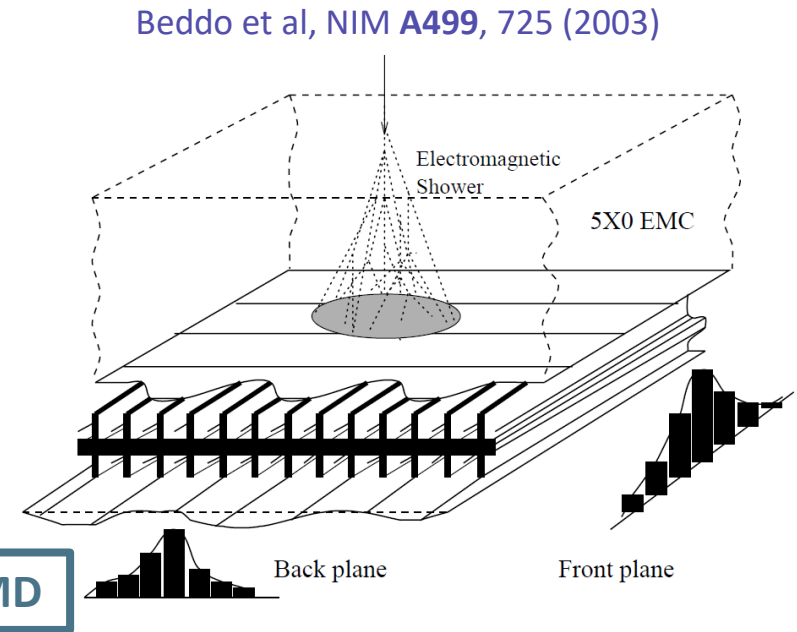 Beddo et al, NIM A499, 725 (2003)
Electromagnetic
Shower
5X0 EMC
Back plane
Front plane
MD